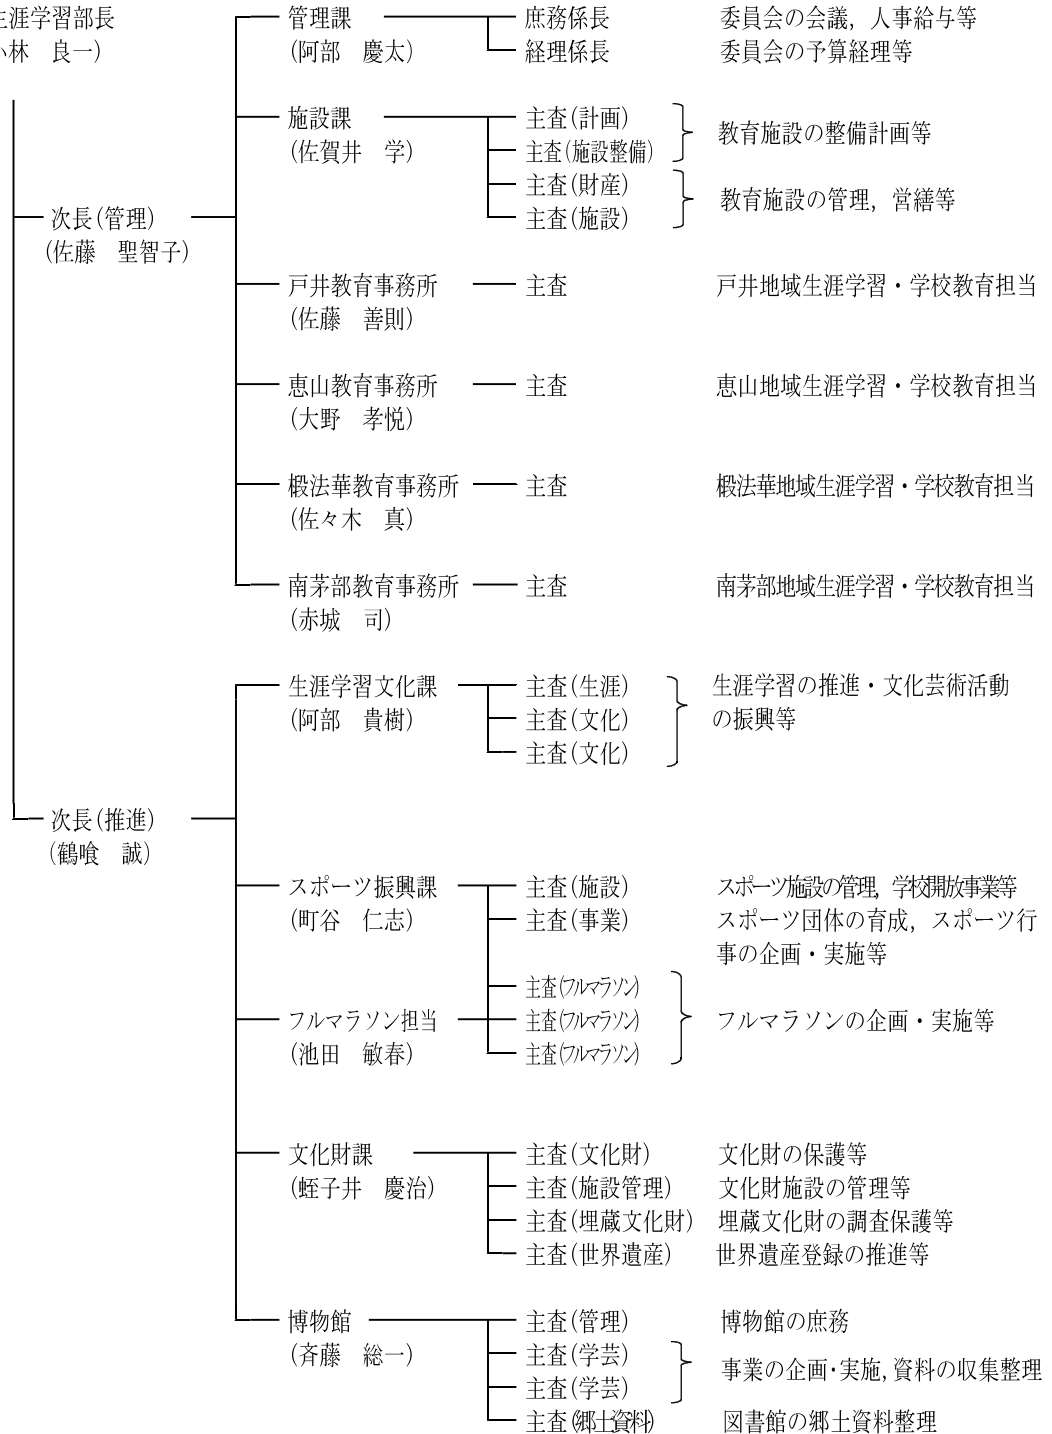 生涯学習部長
小林　良一)
管理課　庶務係長　委員会の会議，人事給与等
(阿部　慶太)　経理係長　委員会の予算経理等
施設課　主査(計画)
教育施設の整備計画等
(佐賀井　学)　主査(施設整備)
主査(財産)
教育施設の管理，営繕等
次長(管理)　主査(施設)
(佐藤　聖智子)
戸井教育事務所　主査　戸井地域生涯学習・学校教育担当
(佐藤　善則)
恵山教育事務所　主査　恵山地域生涯学習・学校教育担当
(大野　孝悦)
椴法華教育事務所　主査　椴法華地域生涯学習・学校教育担当
(佐々木　真)
南茅部教育事務所　主査　南茅部地域生涯学習・学校教育担当
(赤城　司)
生涯学習文化課　主査(生涯)　生涯学習の推進・文化芸術活動
(阿部　貴樹)　主査(文化)　の振興等
主査(文化)
次長(推進)
(鶴喰　誠)
スポーツ振興課　主査(施設)　スポーツ施設の管理，学校開放事業等
(町谷　仁志)　主査(事業)　スポーツ団体の育成，スポーツ行
事の企画・実施等
主査(フルマラソン)
フルマラソン担当　主査(フルマラソン)　フルマラソンの企画・実施等
(池田　敏春)　主査(フルマラソン)
文化財課　主査(文化財)　文化財の保護等
(蛭子井　慶治)　主査(施設管理)　文化財施設の管理等
主査(埋蔵文化財)　埋蔵文化財の調査保護等
主査(世界遺産)　世界遺産登録の推進等
博物館　主査(管理)　博物館の庶務
(斉藤　総一)　主査(学芸)
事業の企画・実施，資料の収集整理
主査(学芸)
主査(郷土資料)　図書館の郷土資料整理